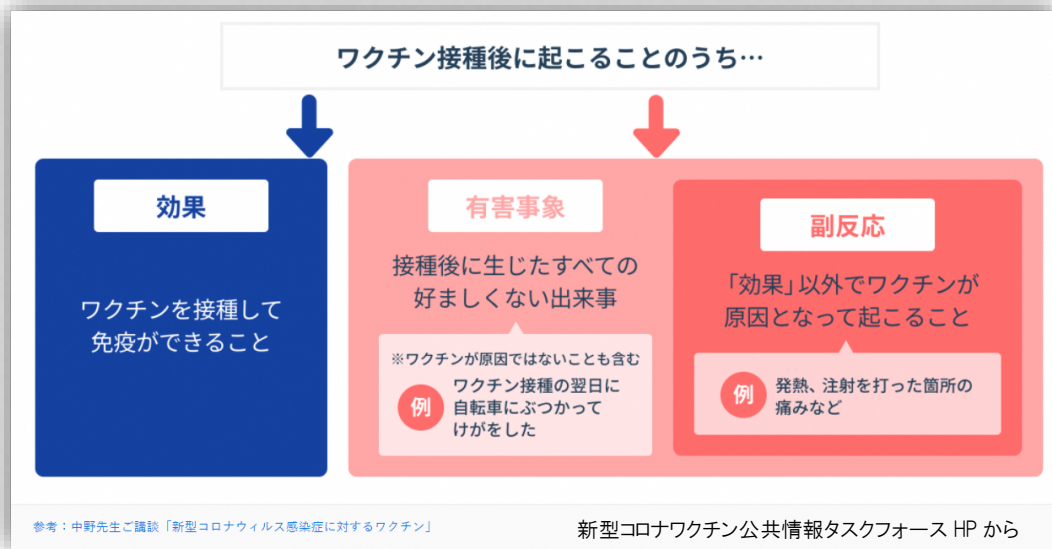 ワクチン接種後に起こることのうち…
効果
ワクチンを接種して
免疫ができること
有害事象
接種後に生じたすべての
好ましくない出来事
※ワクチンが原因ではないことも含む
例
ワクチン接種の翌日に
自転車にぶつかって
けがをした
副反応
「効果」以外でワクチンが
原因となって起こること
例
発熱、注射を打った箇所の
痛みなど
参考：中野先生ご講談「新型コロナウィルス感染症に対するワクチン」
新型コロナワクチン公共情報タスクフォース HP から